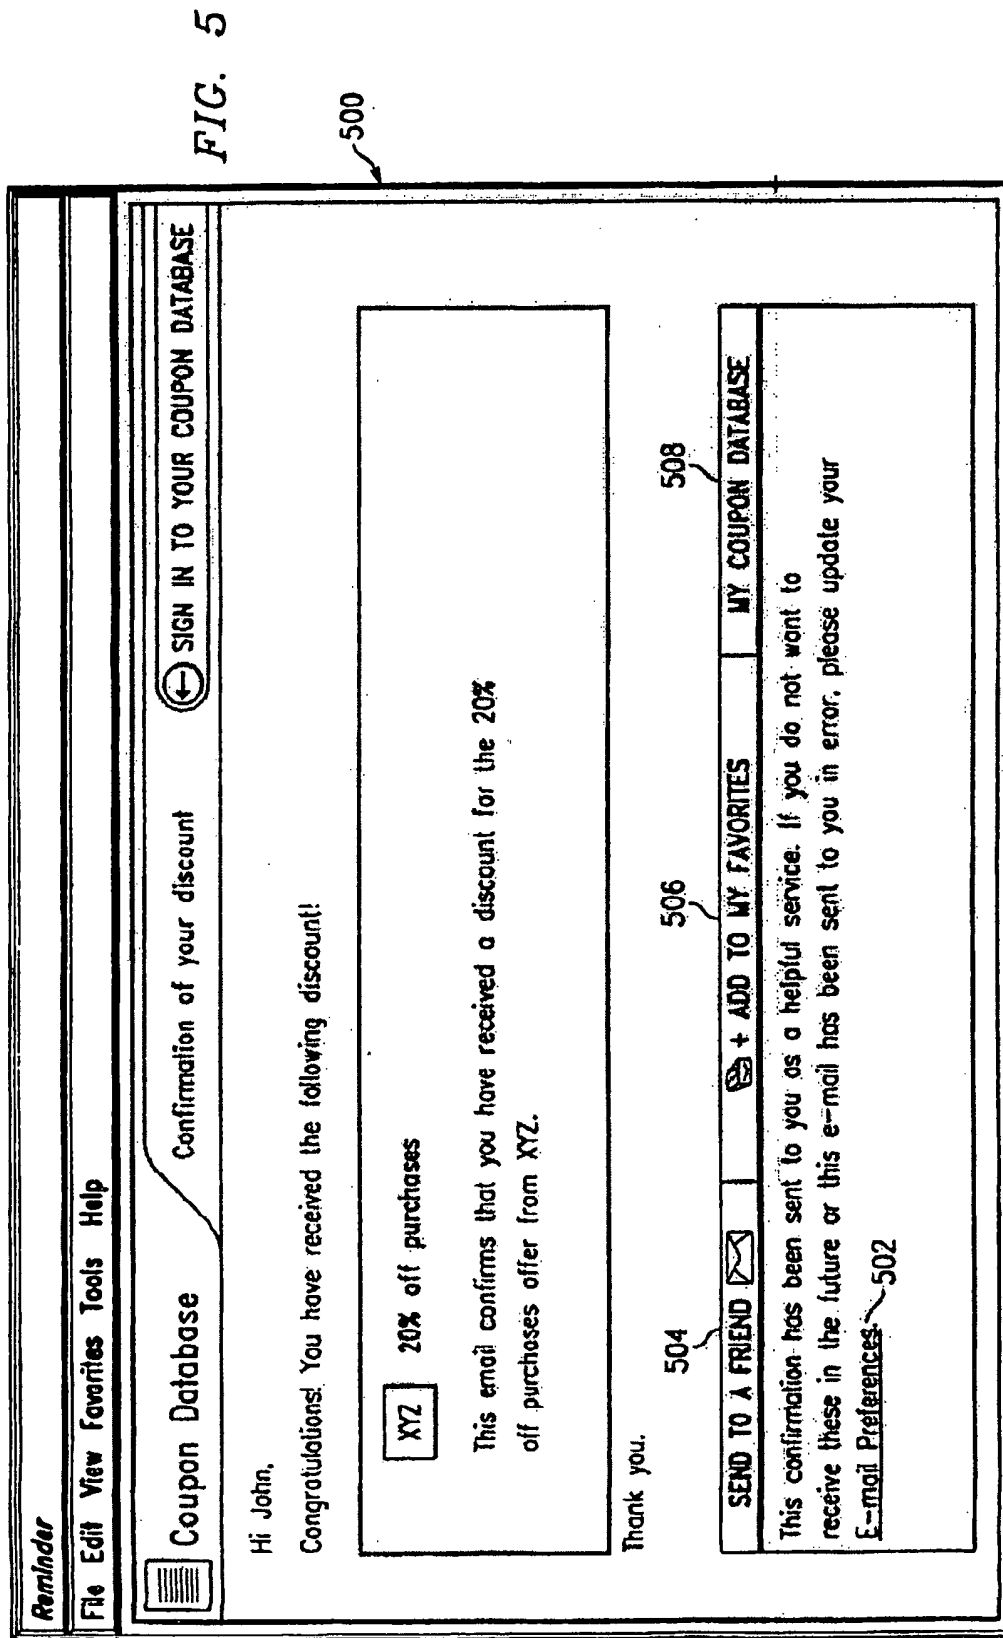 FIG. 5
500
Reminder
File Edit View Favorites Tools Help
Coupon Database
Confirmation of your discount
SIGN IN TO YOUR COUPON DATABASE
Hi John,
Congratulations! You have received the following discount!
XYZ 20% off purchases
This email confirms that you have received a discount for the 20%
off purchases offer from XYZ.
Thank you.
504
506
508
SEND TO A FRIEND
+ ADD TO MY FAVORITES
MY COUPON DATABASE
This confirmation has been sent to you as a helpful service. If you do not want to
receive these in the future or this e-mail has been sent to you in error, please update your
E-mail Preferences.
502